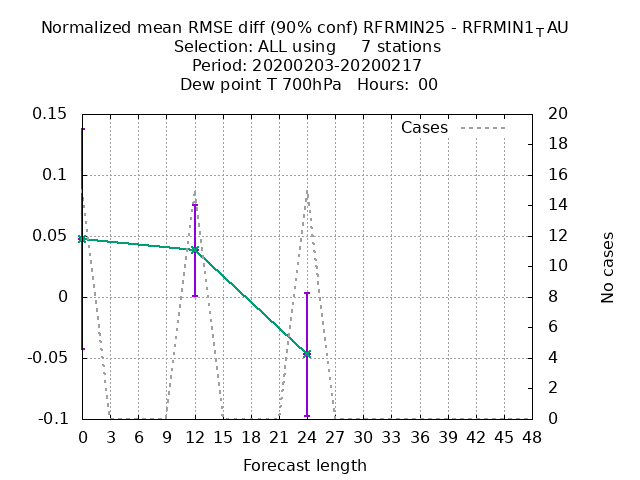 Normalized mean RMSE diff (90% conf) RFRMIN25 - RFRMIN1TAU
Selection: ALL using 7 stations
Period: 20200203-20200217
Dew point T 700hPa Hours: 00
0.15
0.1
0.05
0
-0.05
-0.1
Cases
20
18
16
14
12
10
8
6
4
2
0
No cases
0 3 6 9 12 15 18 21 24 27 30 33 36 39 42 45 48
Forecast length